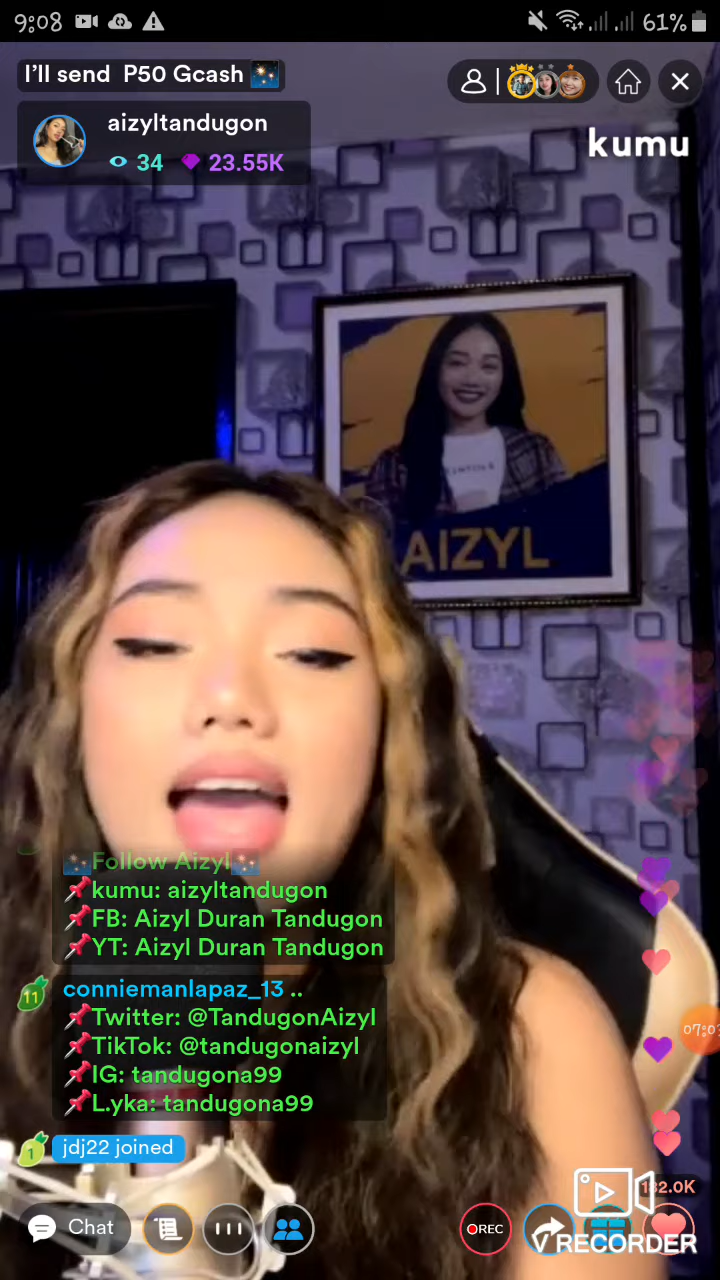 9:08
61%
I'll send P50 Gcash
aizyltandugon
34 23.55K
kumu
AIZYL
Follow Aizyl
kumu: aizyltandugon
FB: Aizyl Duran Tandugon
YT: Aizyl Duran Tandugon
11
conniemanlapaz_13 ..
Twitter: @TandugonAizyl
TikTok: @tandugonaizyl
IG: tandugona99
L.yka: tandugona99
1
jdj22 joined
Chat
REC
V RECORDER